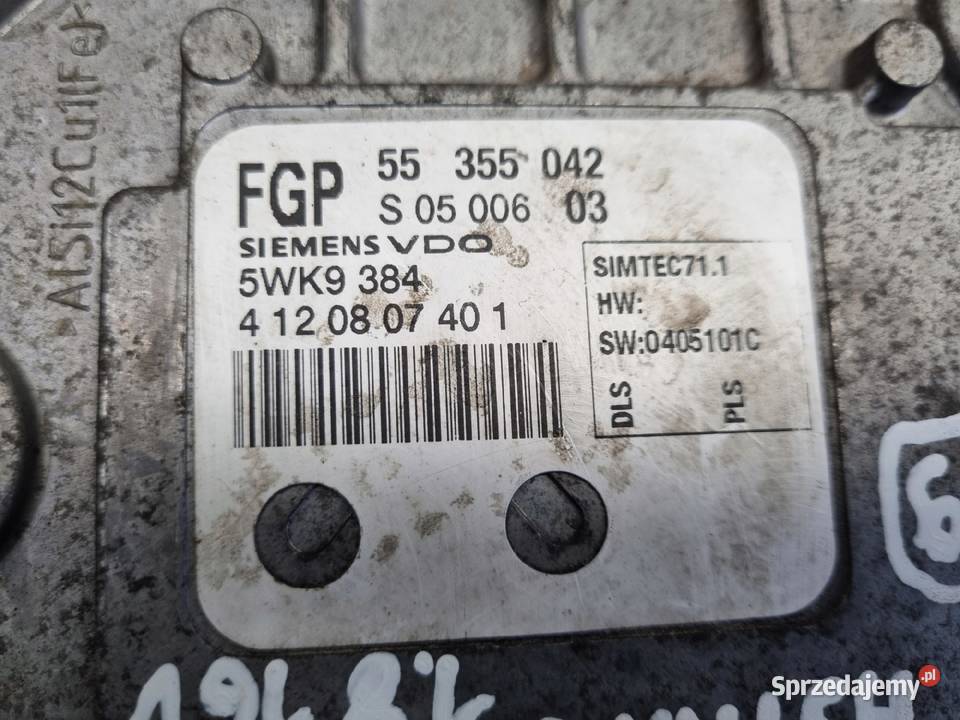 AlSi12Cu1(Fe)
FGP 55 355 042
S 05 006 03
SIEMENS VDO
5WK9 384
4 12 08 07 40 1
SIMTEC71.1
HW:
SW:0405101C
DLS PLS
6
Sprzedajemy.pl